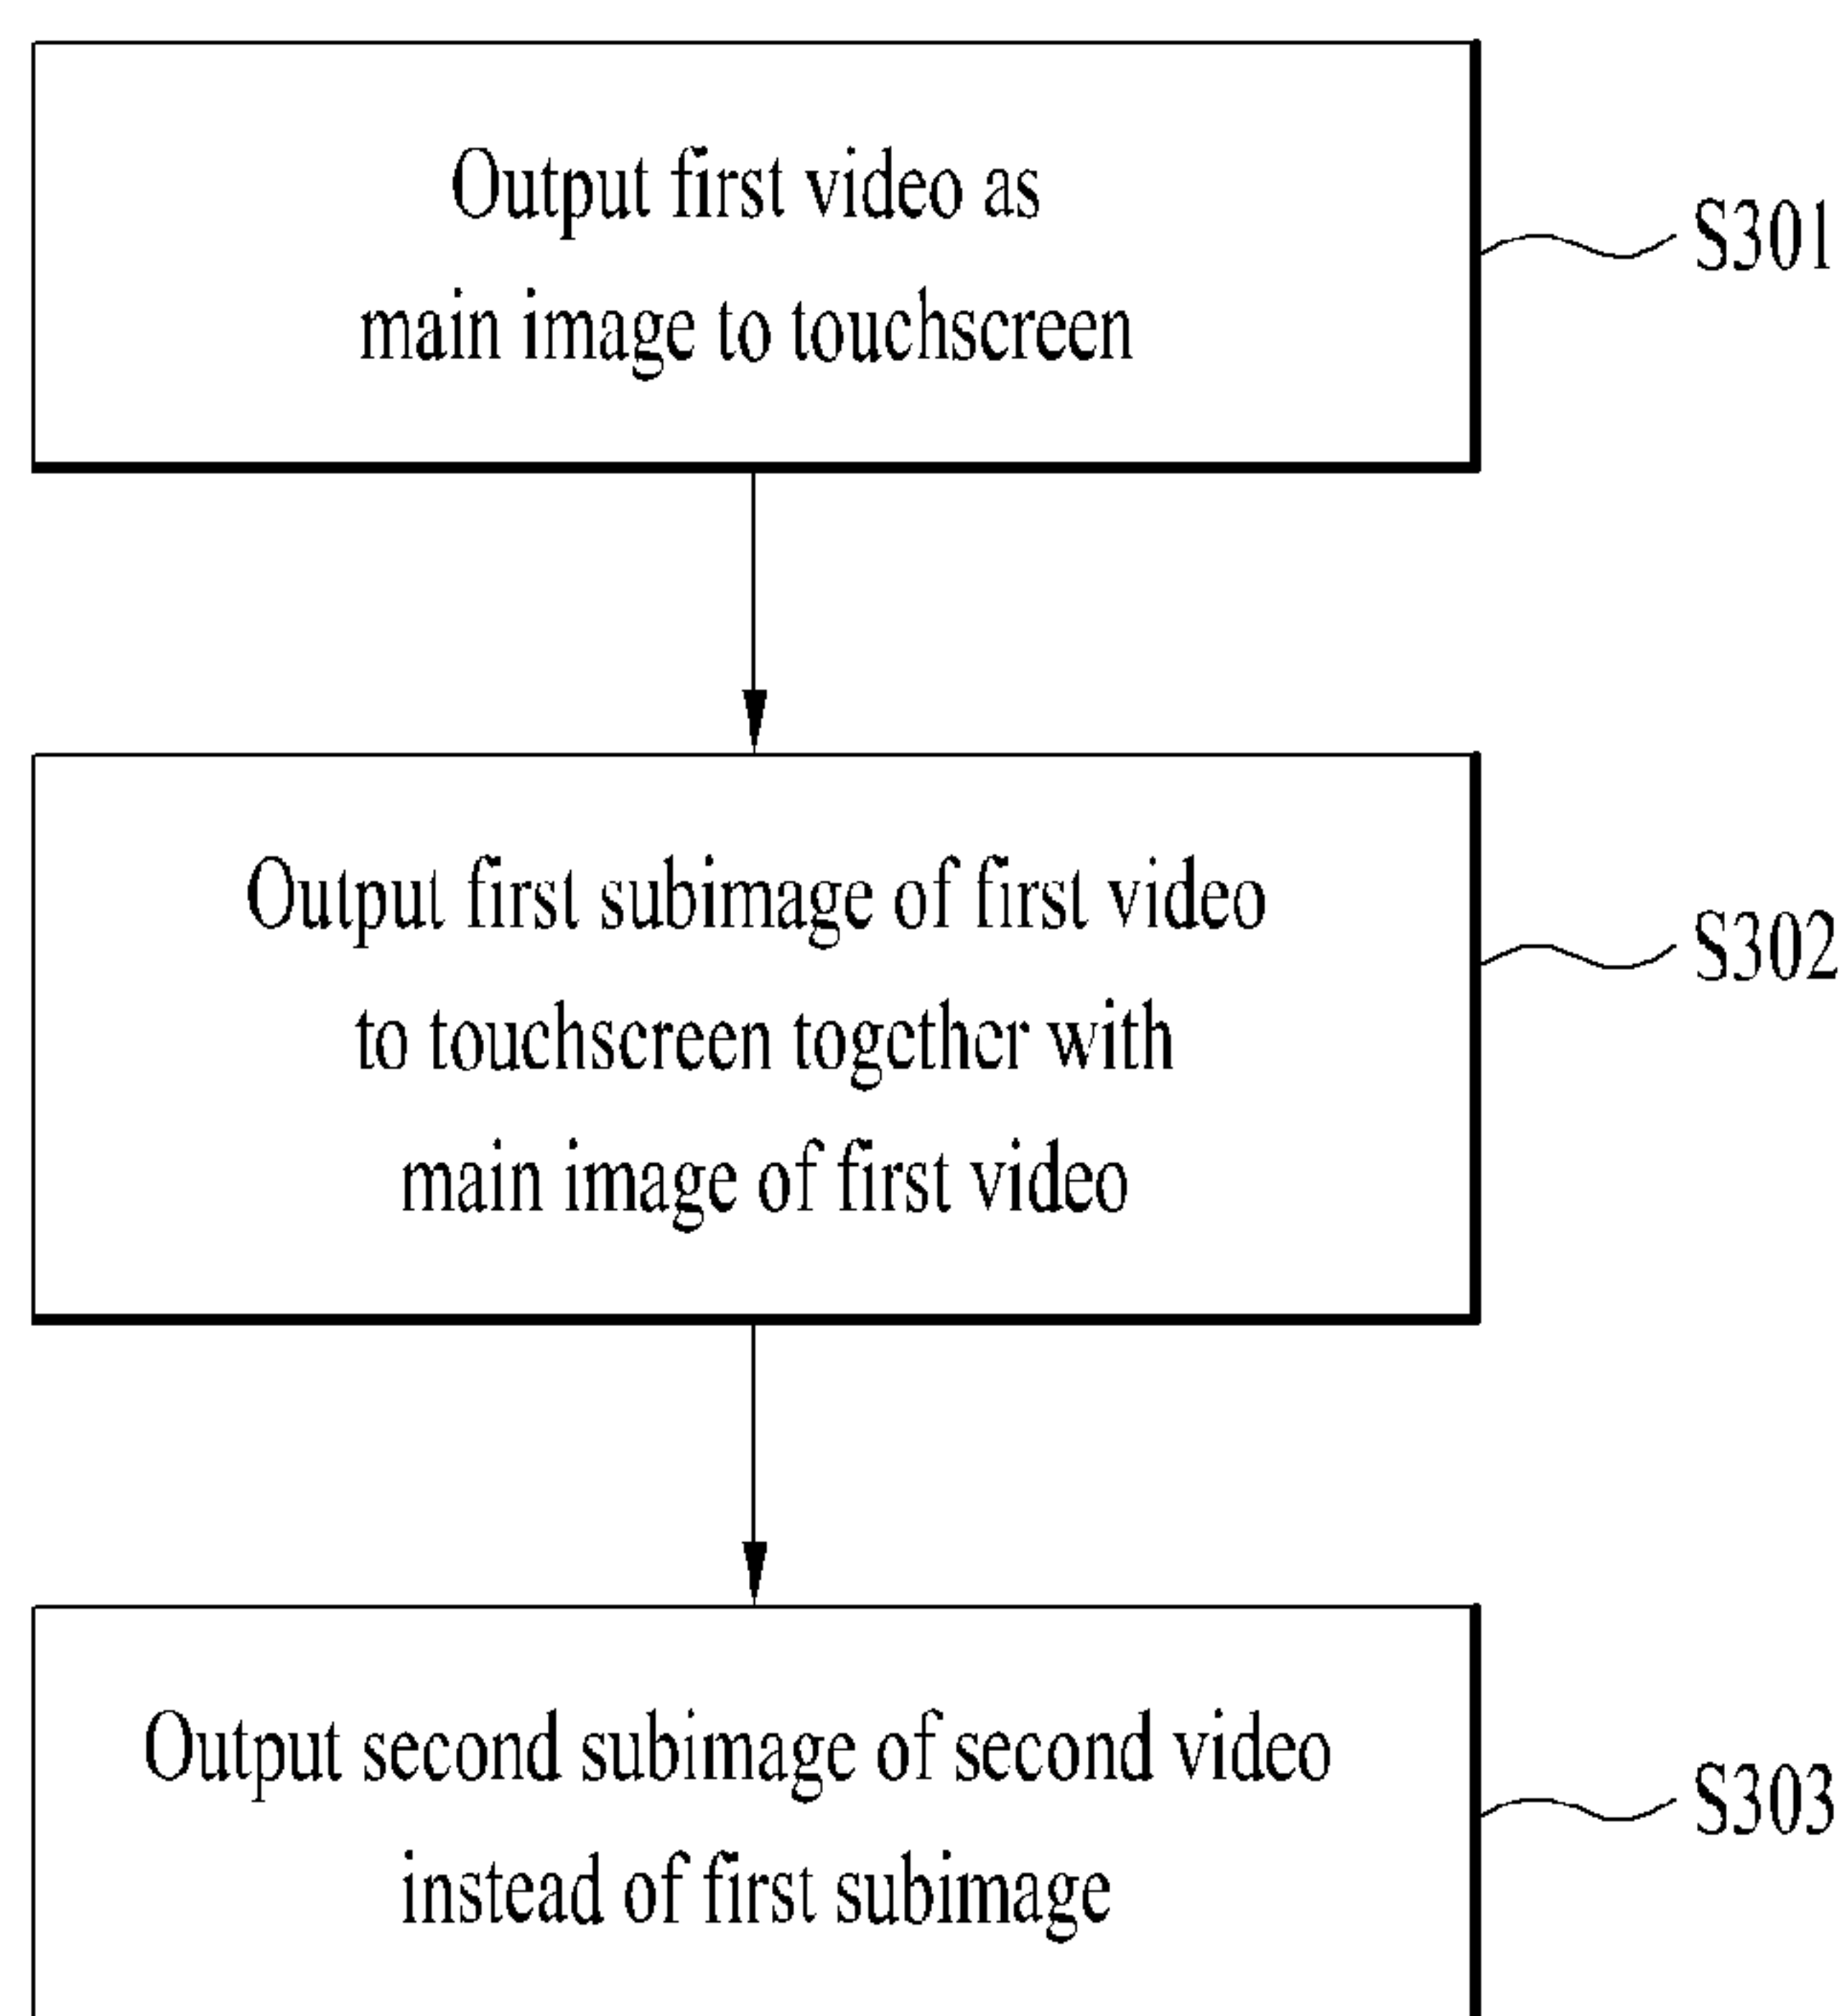 Output first video as
main image to touchscreen
S301
Output first subimage of first video
to touchscreen together with
main image of first video
S302
Output second subimage of second video
instead of first subimage
S303